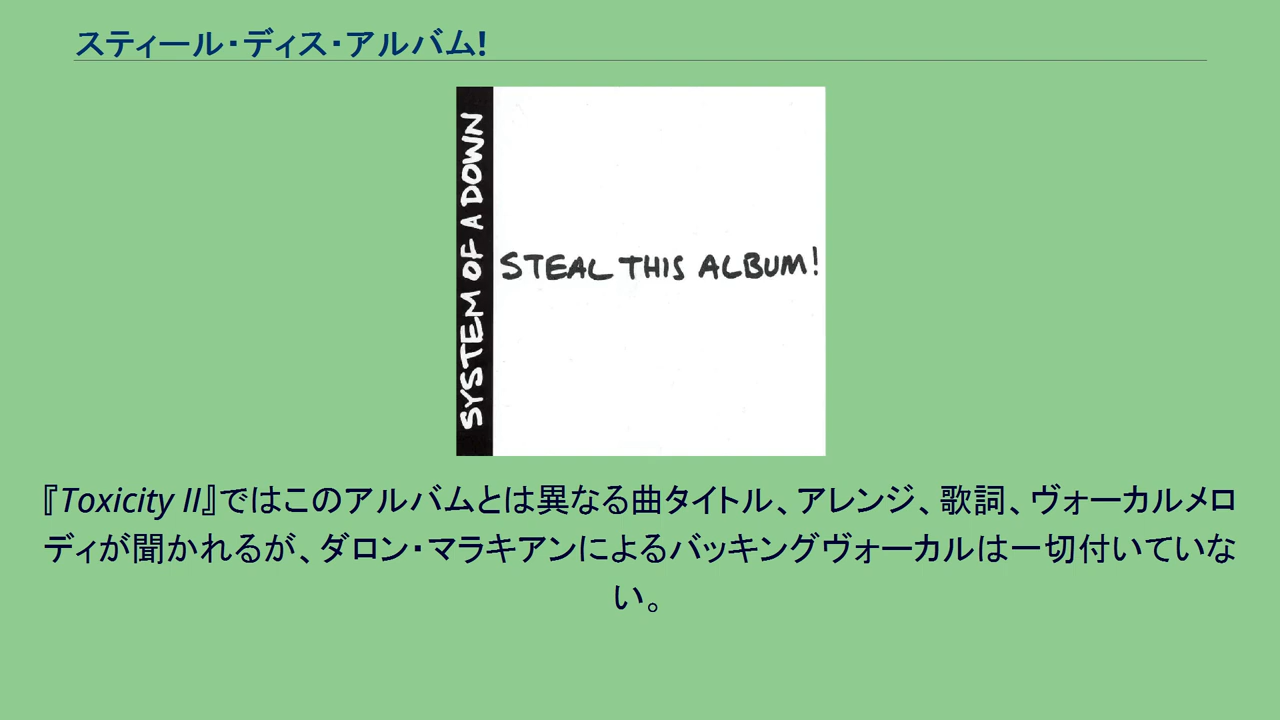 スティール・ディス・アルバム!
SYSTEM OF A DOWN
STEAL THIS ALBUM!
『Toxicity II』ではこのアルバムとは異なる曲タイトル、アレンジ、歌詞、ヴォーカルメロ
ディが聞かれるが、ダロン・マラキアンによるバッキングヴォーカルは一切付いていな
い。